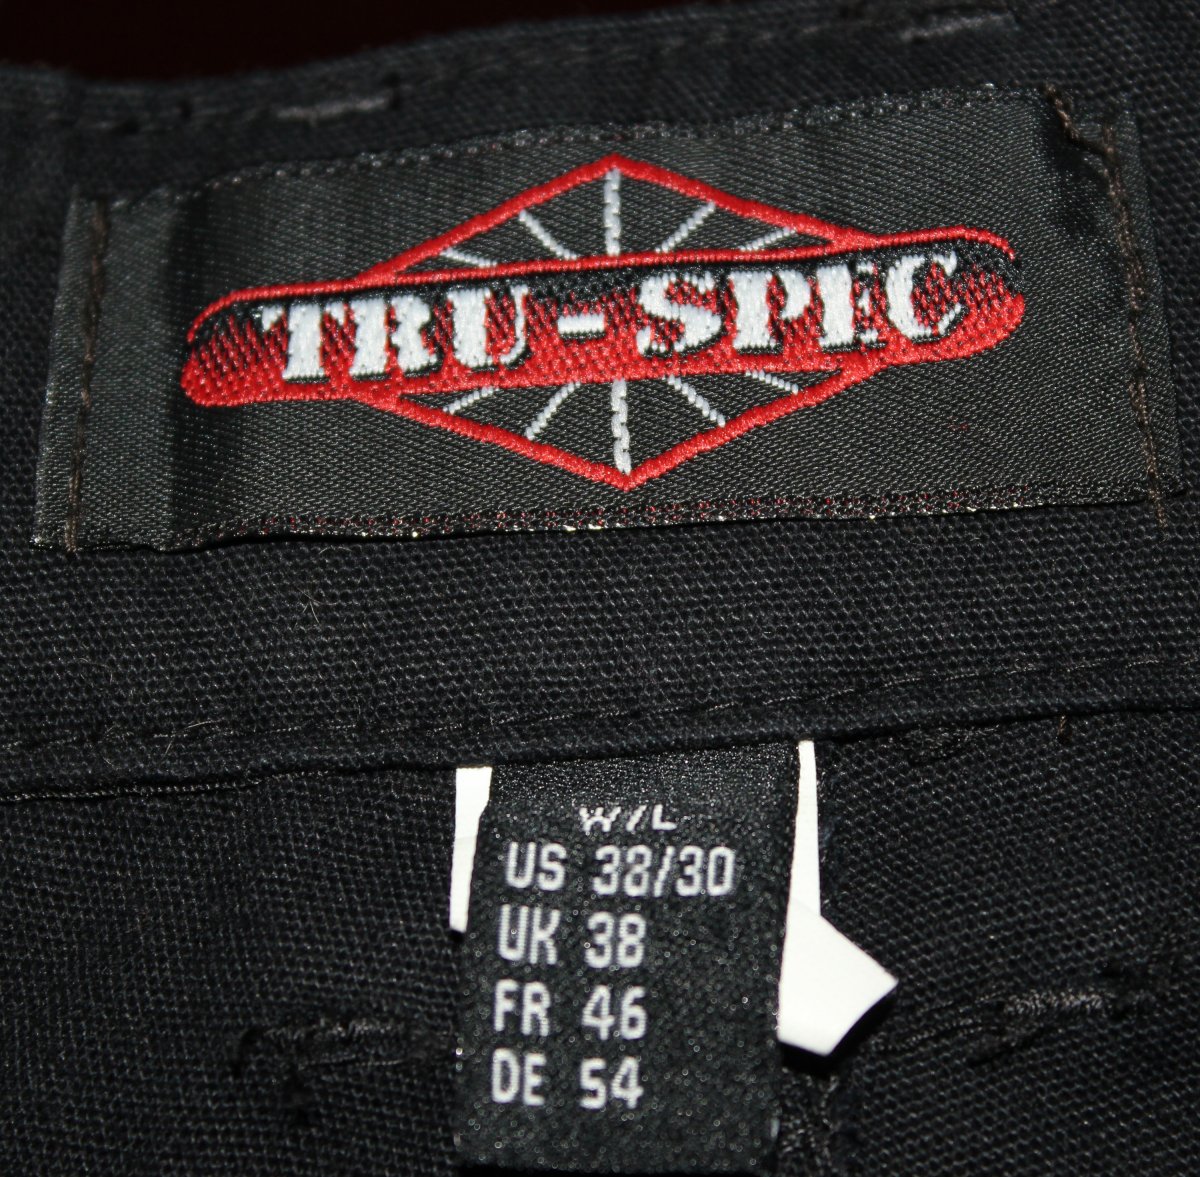 TRU-SPEC
W/L
US 38/30
UK 38
FR 46
DE 54